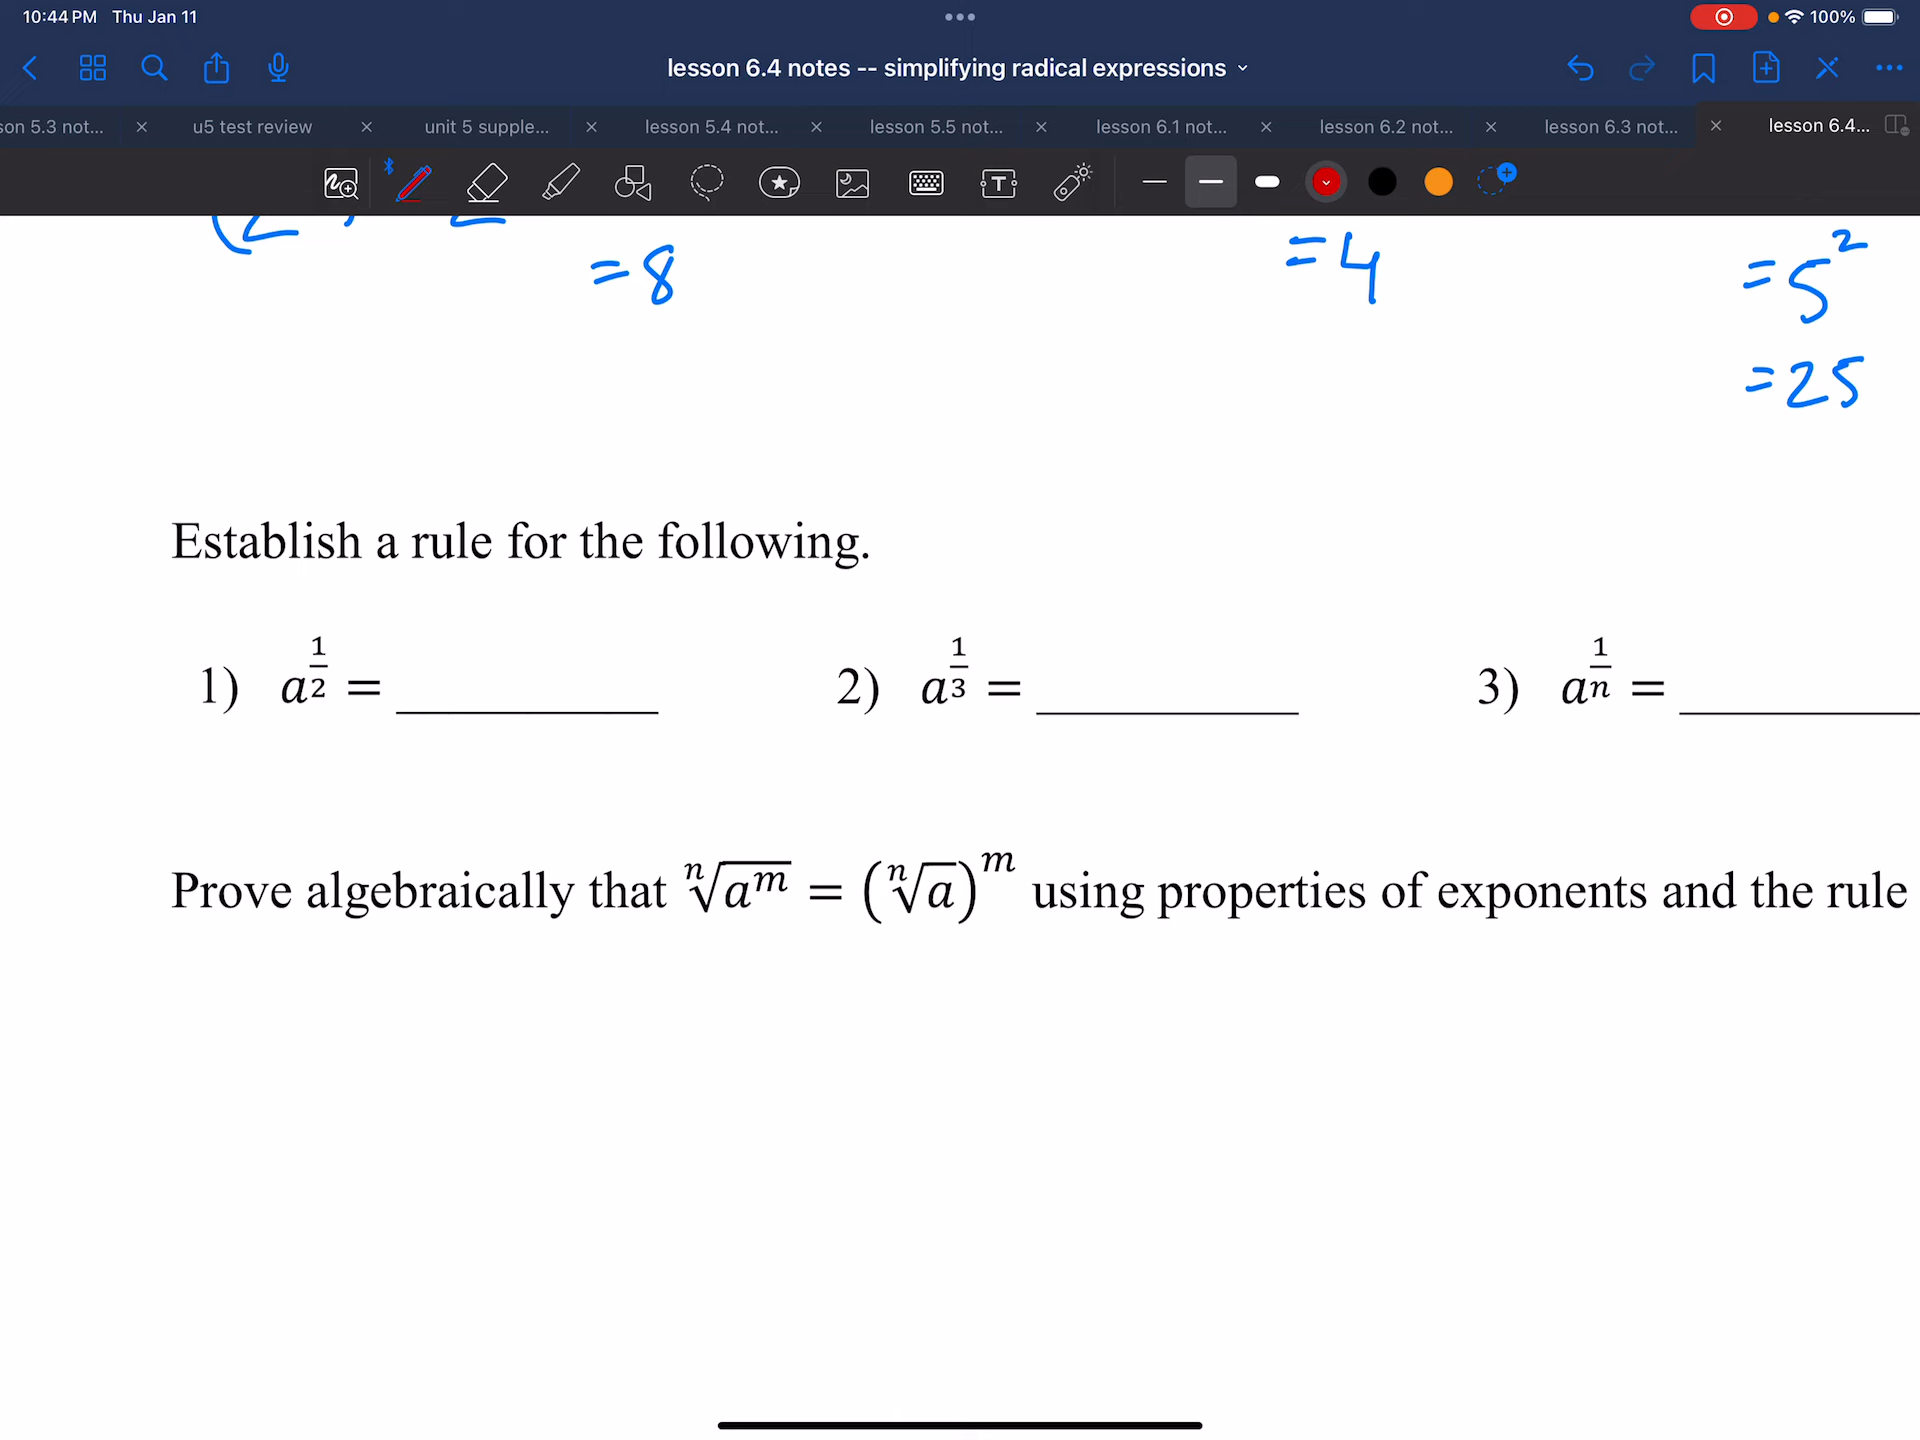 10:44 PM Thu Jan 11 100%
lesson 6.4 notes -- simplifying radical expressions
son 5.3 not... u5 test review unit 5 supple... lesson 5.4 not... lesson 5.5 not... lesson 6.1 not... lesson 6.2 not... lesson 6.3 not... lesson 6.4...
= 8 = 4 = 5²
= 25
Establish a rule for the following.
1) a^(1/2) = __________ 2) a^(1/3) = __________ 3) a^(1/n) = __________
Prove algebraically that ⁿ√(a^m) = (ⁿ√a)^m using properties of exponents and the rule